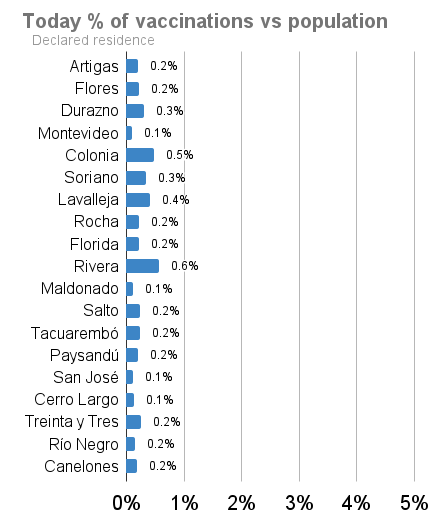 Today % of vaccinations vs population
Declared residence
Artigas 0.2%
Flores 0.2%
Durazno 0.3%
Montevideo 0.1%
Colonia 0.5%
Soriano 0.3%
Lavalleja 0.4%
Rocha 0.2%
Florida 0.2%
Rivera 0.6%
Maldonado 0.1%
Salto 0.2%
Tacuarembó 0.2%
Paysandú 0.2%
San José 0.1%
Cerro Largo 0.1%
Treinta y Tres 0.2%
Río Negro 0.2%
Canelones 0.2%
0% 1% 2% 3% 4% 5%